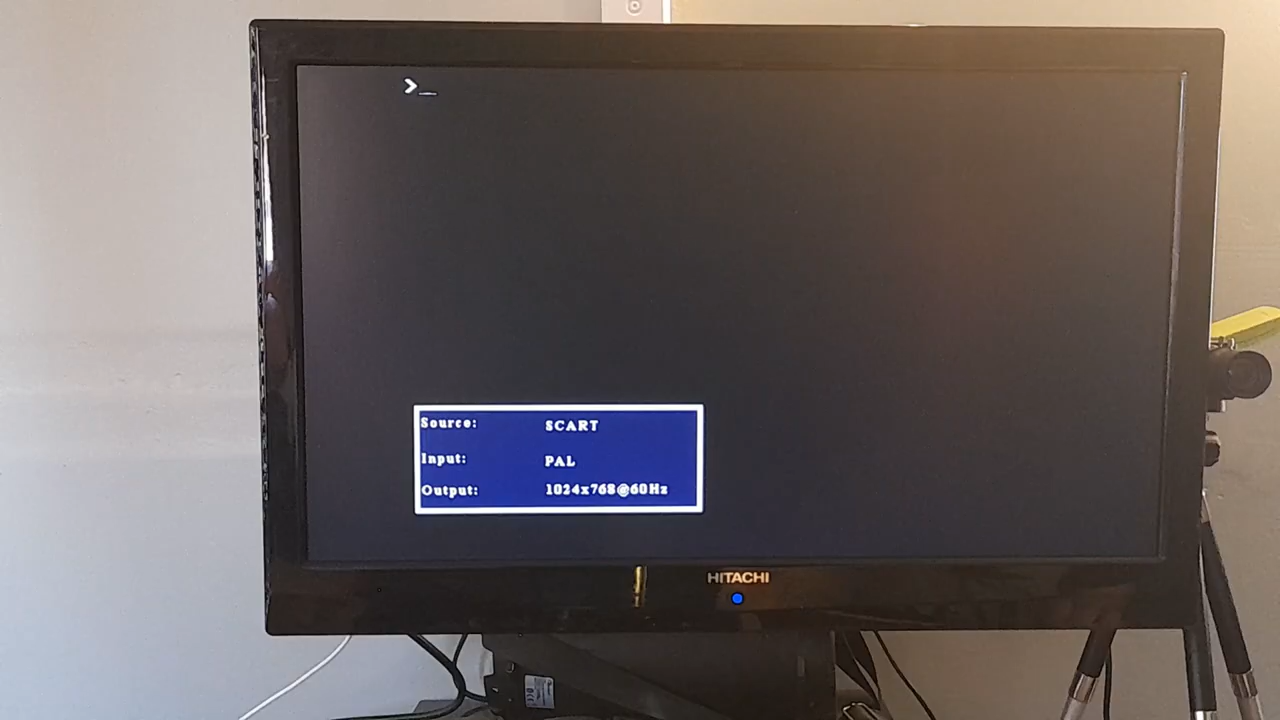 >_
Source: SCART
Input: PAL
Output: 1024x768@60Hz
HITACHI